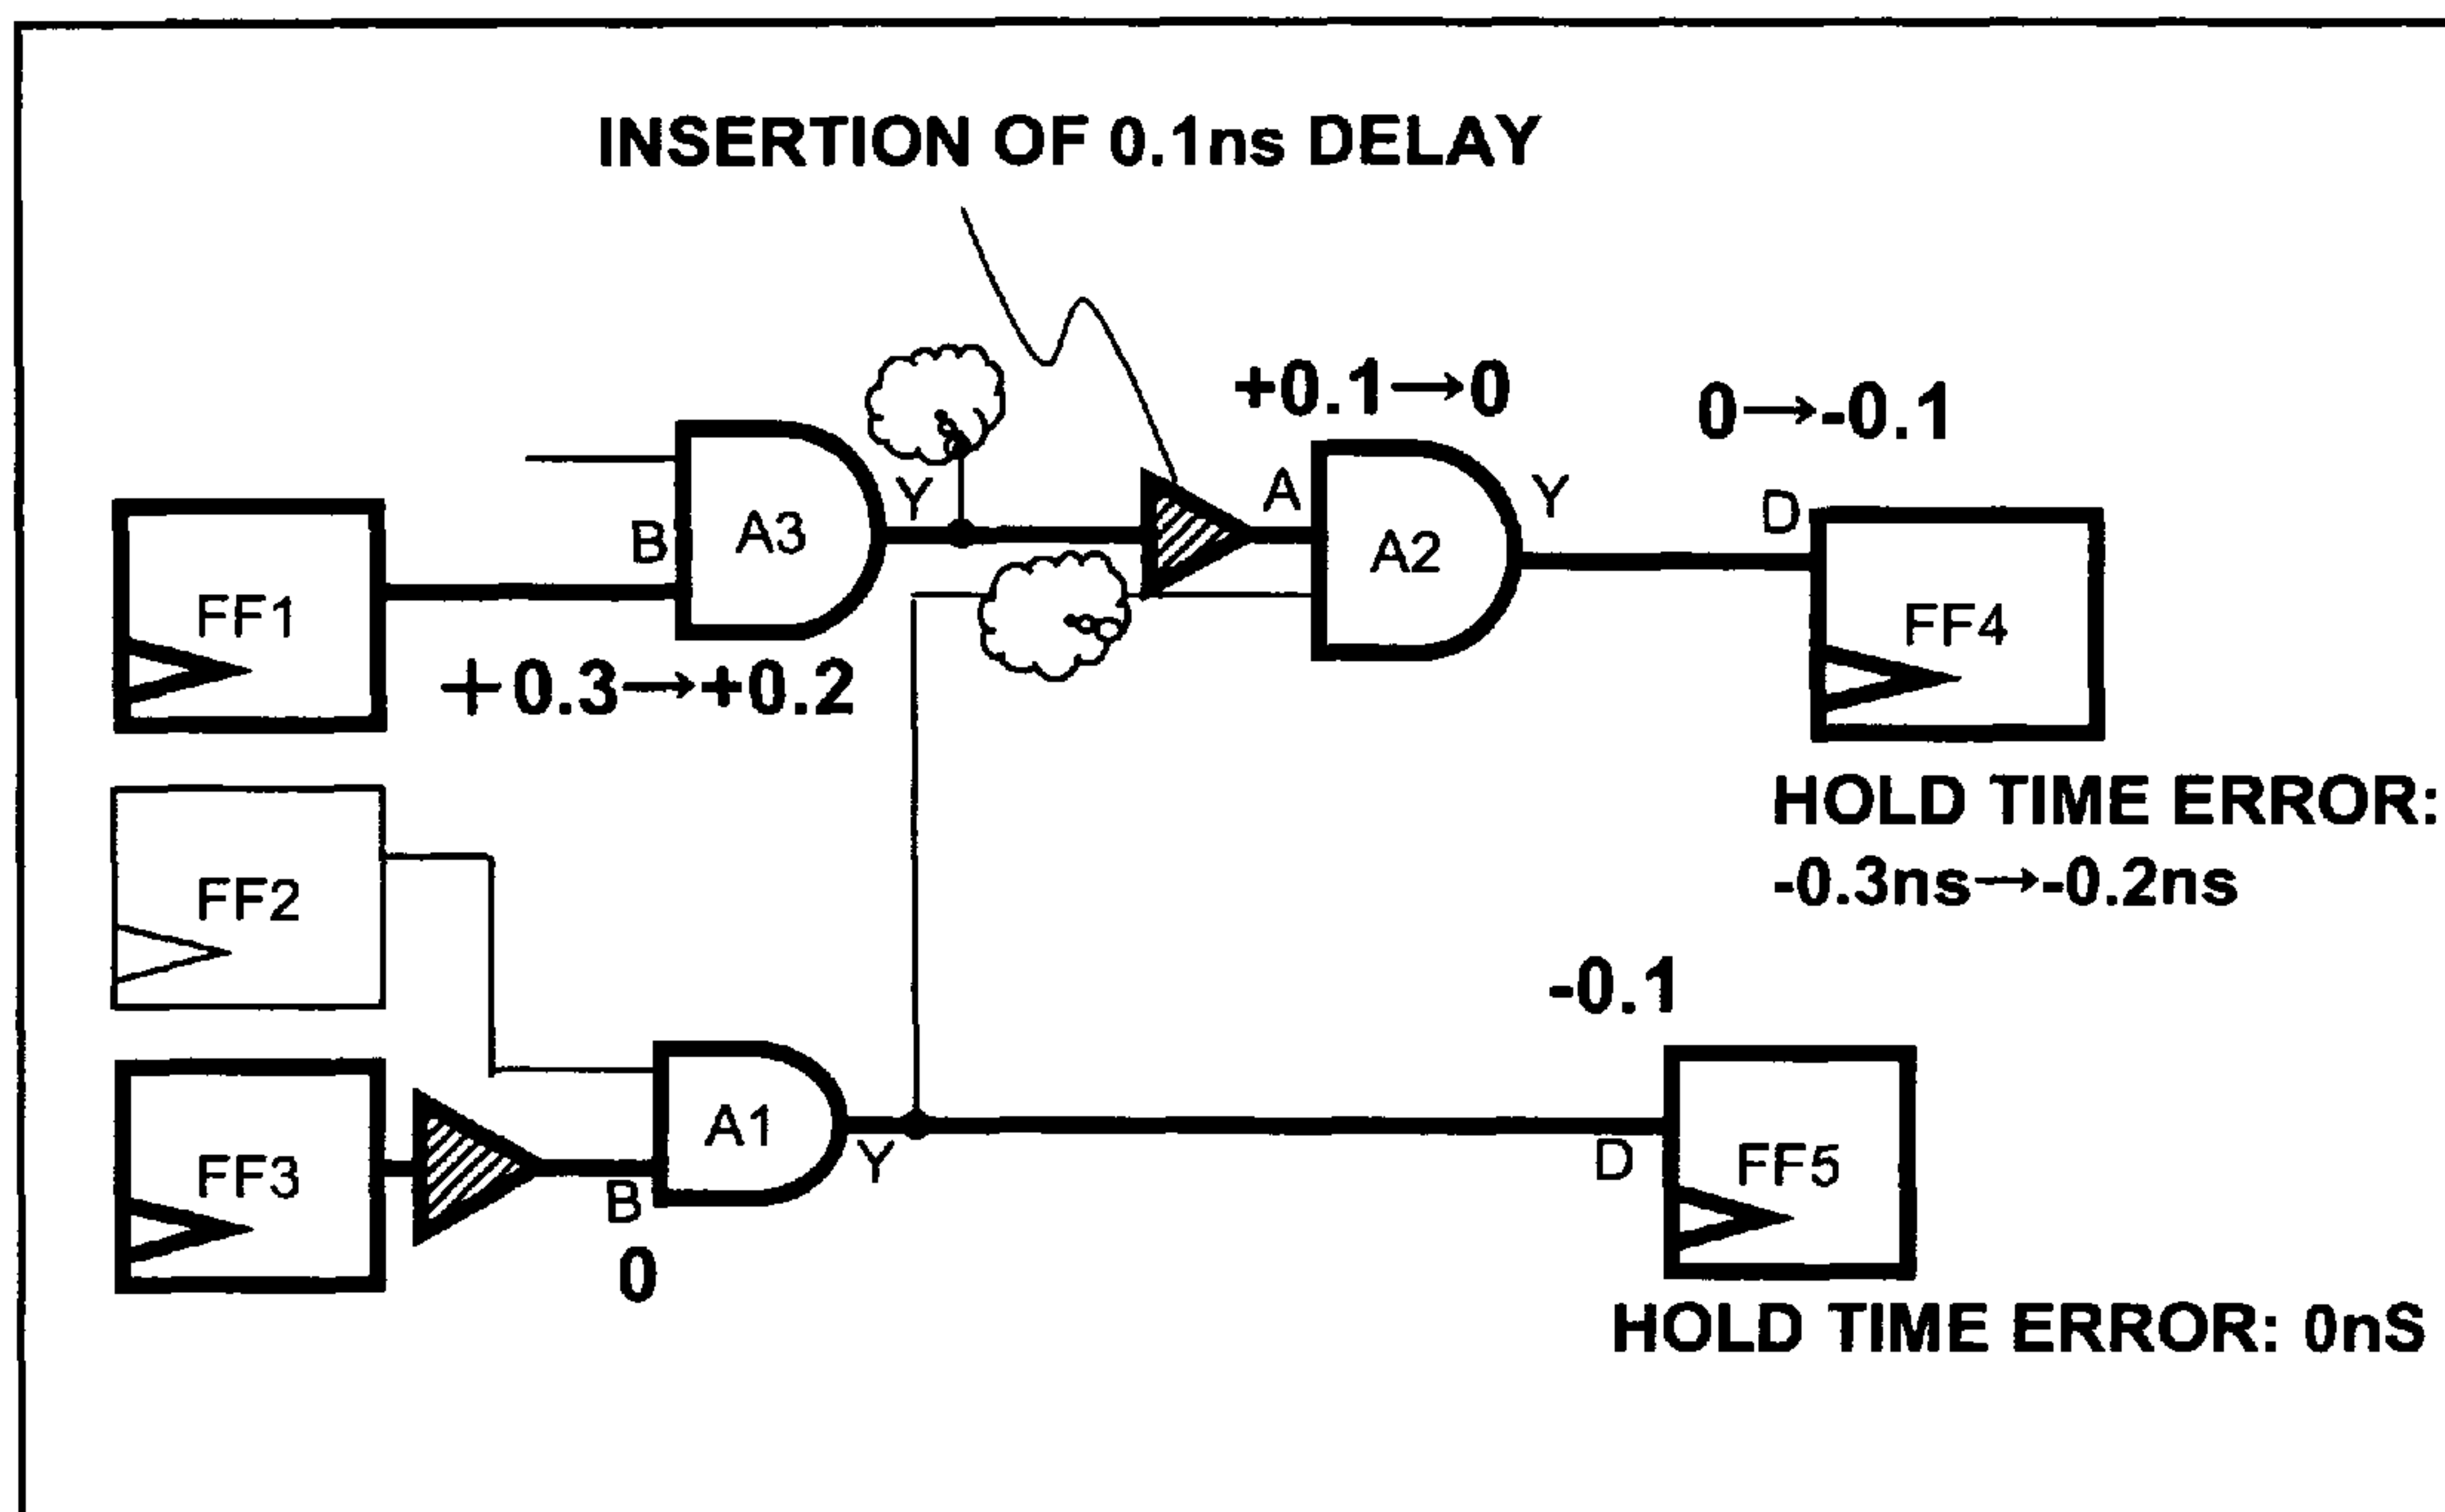 INSERTION OF 0.1ns DELAY
+0.1→0
0→-0.1
Y
A
Y
D
B
A3
A2
FF1
FF4
+0.3→+0.2
HOLD TIME ERROR:
-0.3ns→-0.2ns
FF2
-0.1
A1
Y
FF3
B
D
FF5
0
HOLD TIME ERROR: 0nS